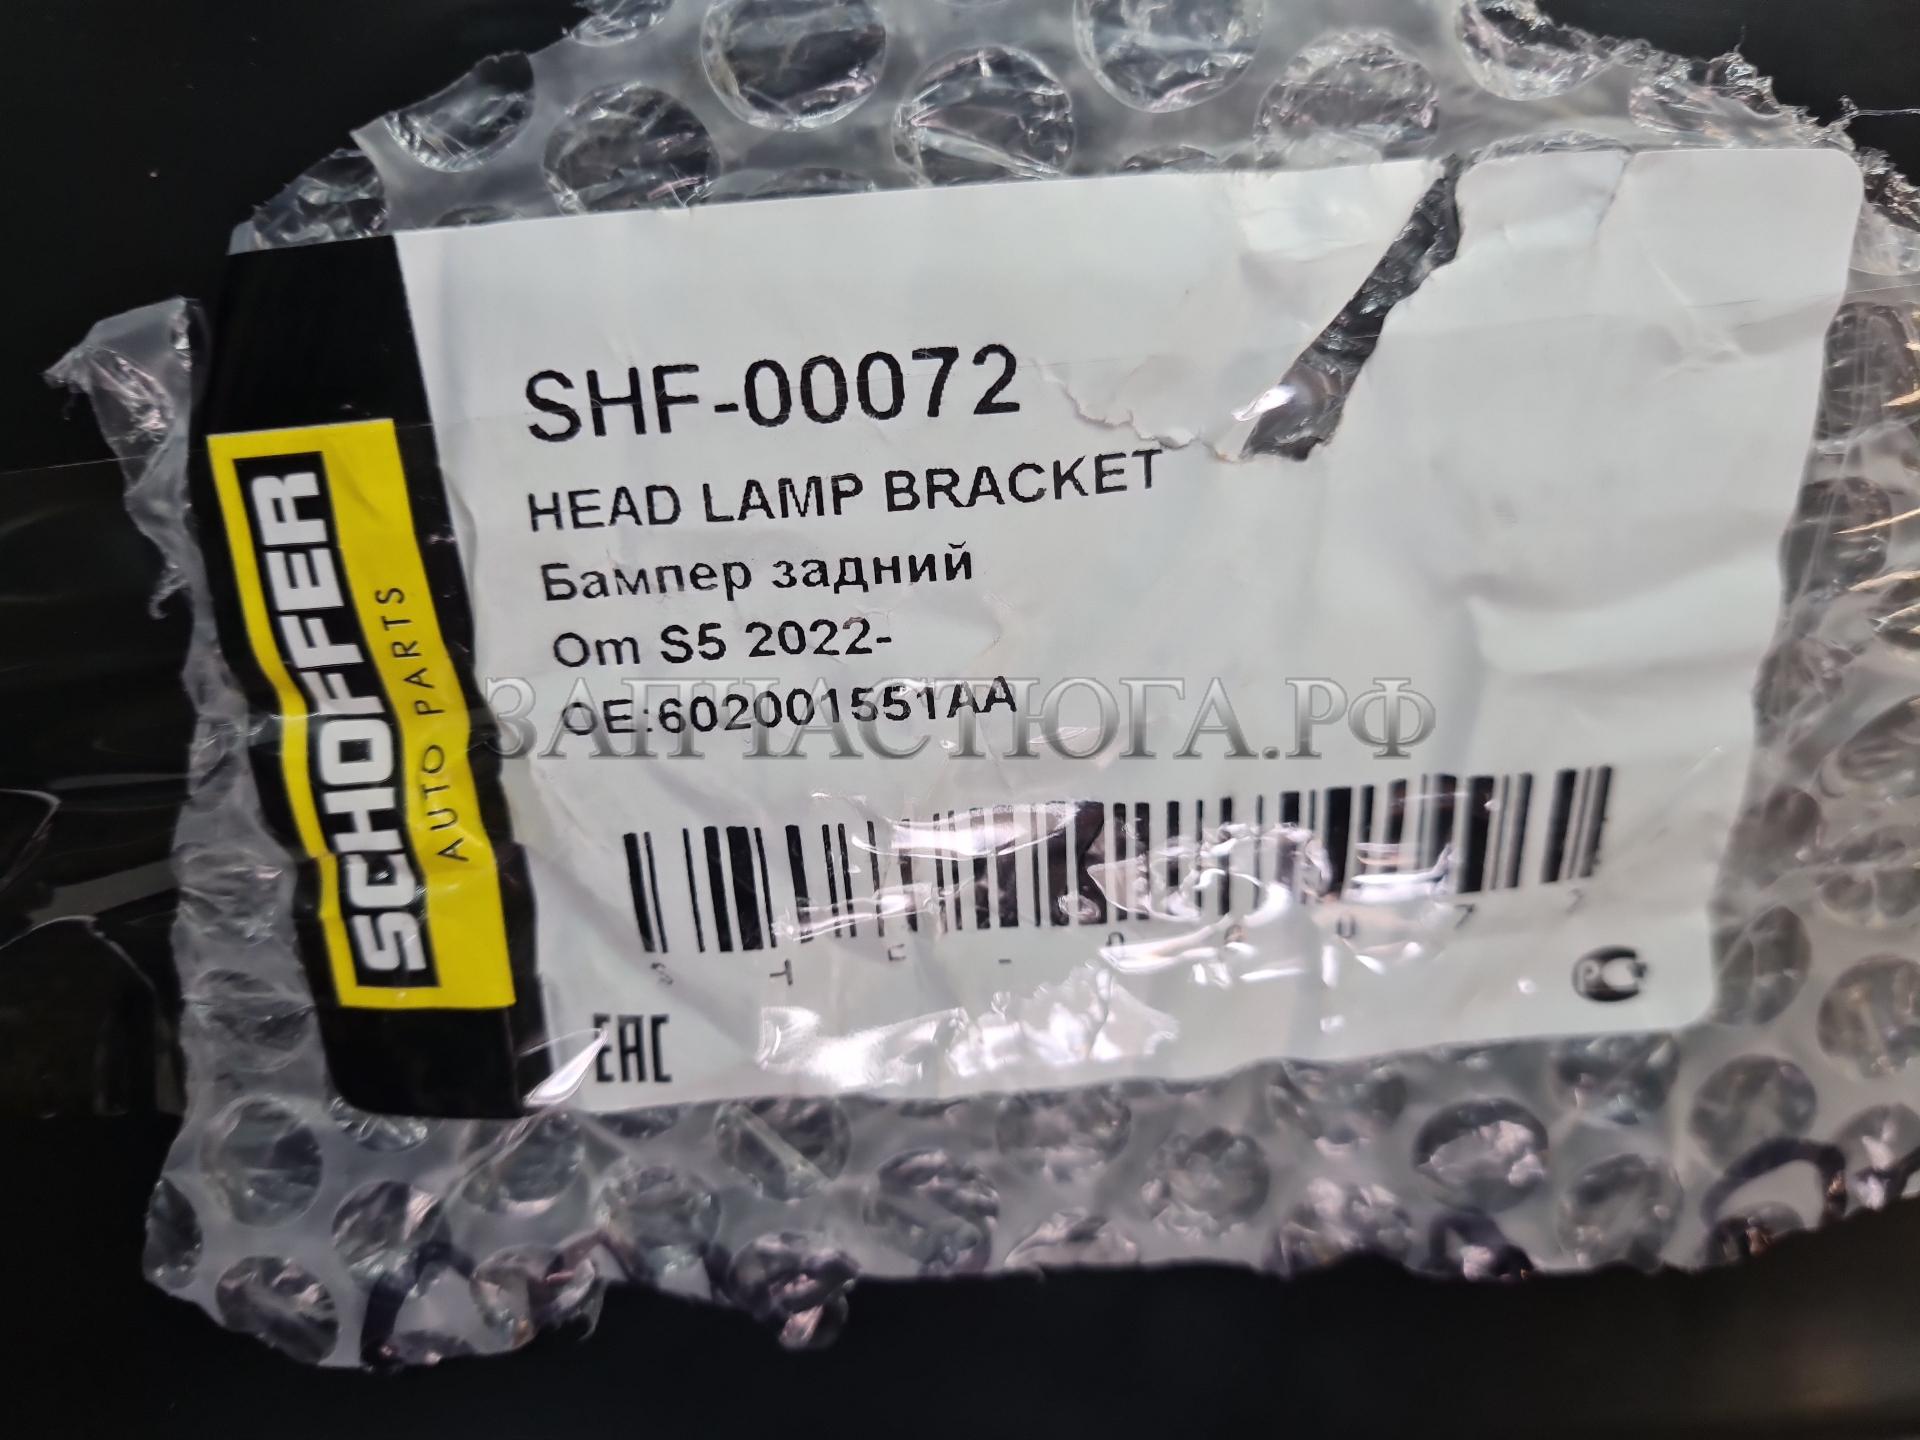 SCHOFFER
AUTO PARTS
SHF-00072
HEAD LAMP BRACKET
Бампер задний
Om S5 2022-
OE:602001551AA
ЗАПЧАСТЮГА.РФ
EAC